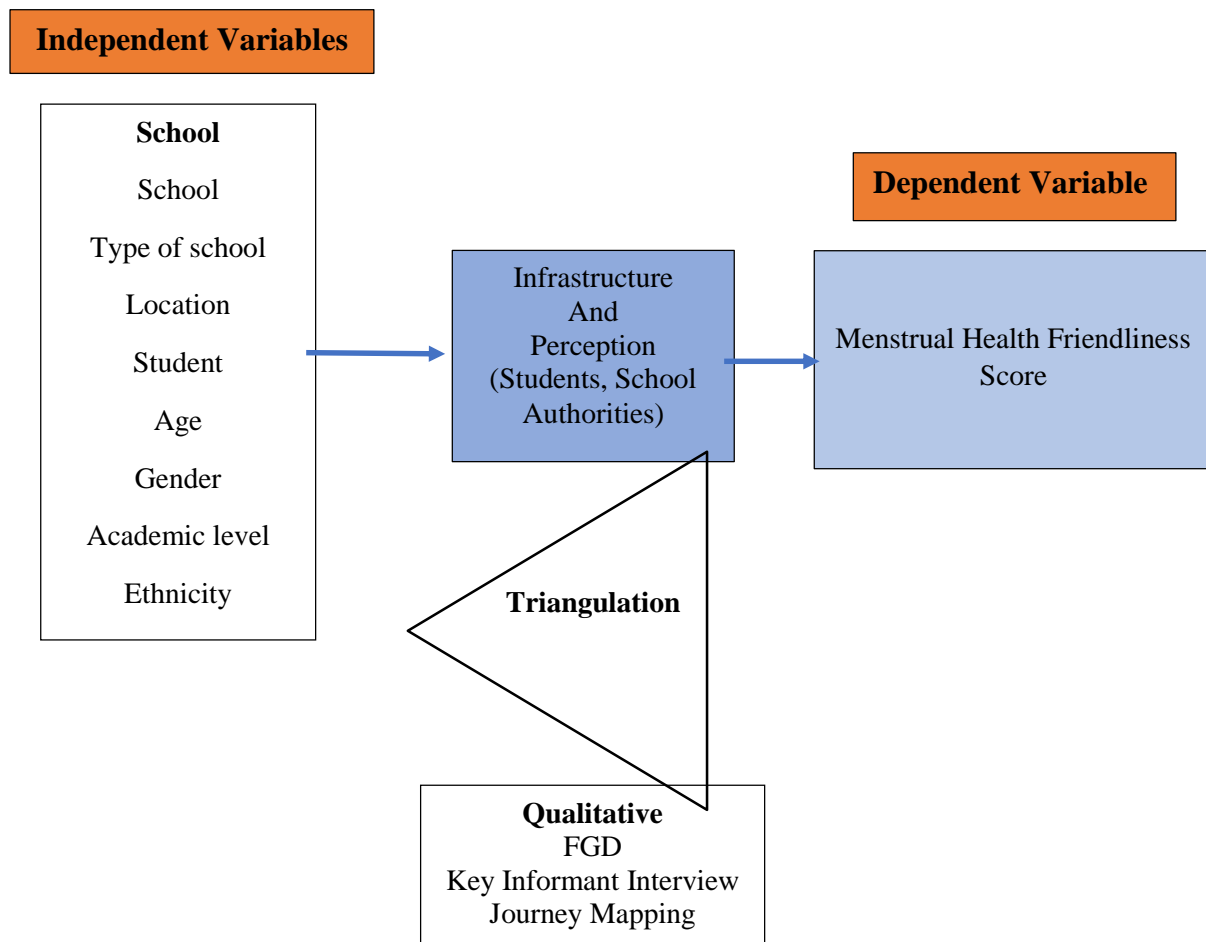 Independent Variables
School
School
Type of school
Location
Student
Age
Gender
Academic level
Ethnicity
Infrastructure
And
Perception
(Students, School
Authorities)
Dependent Variable
Menstrual Health Friendliness
Score
Triangulation
Qualitative
FGD
Key Informant Interview
Journey Mapping